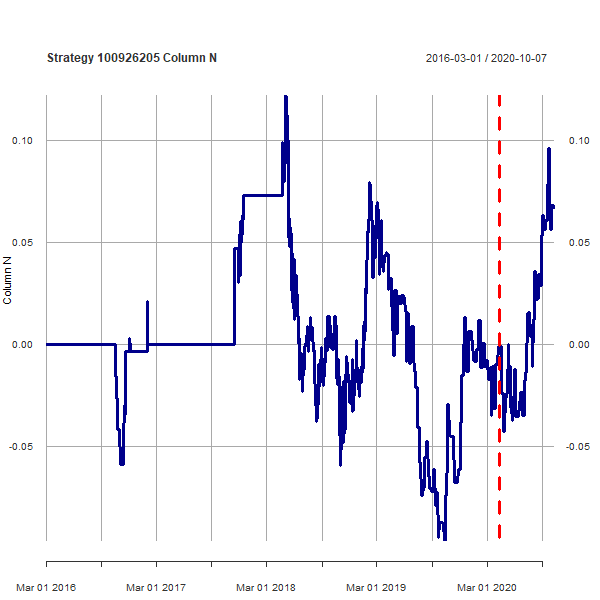 Strategy 100926205 Column N
2016-03-01 / 2020-10-07
0.10
0.10
0.05
0.05
0.00
0.00
-0.05
-0.05
Column N
Mar 01 2016
Mar 01 2017
Mar 01 2018
Mar 01 2019
Mar 01 2020